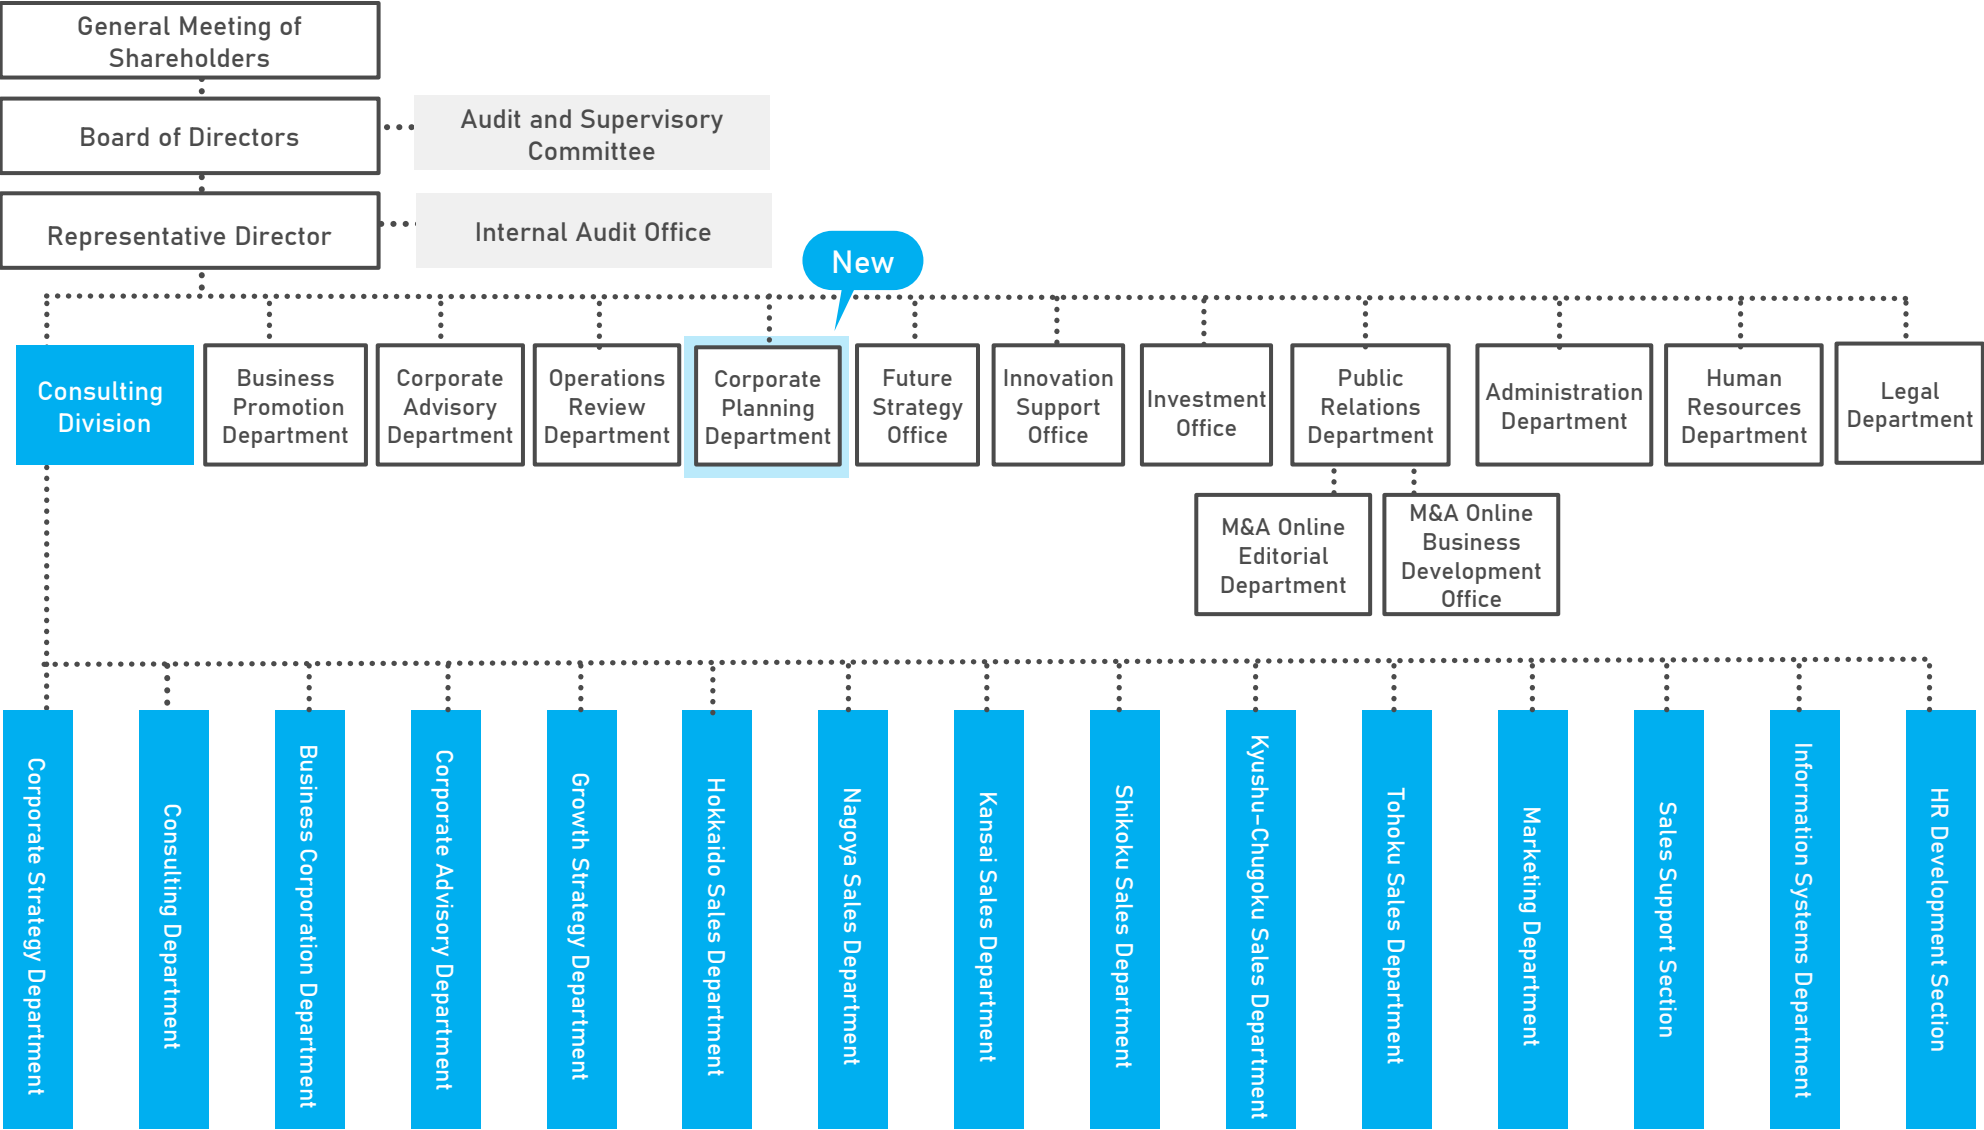 General Meeting of
Shareholders
Board of Directors
Audit and Supervisory
Committee
Representative Director
Internal Audit Office
New
Consulting
Division
Business
Promotion
Department
Corporate
Advisory
Department
Operations
Review
Department
Corporate
Planning
Department
Future
Strategy
Office
Innovation
Support
Office
Investment
Office
Public
Relations
Department
Administration
Department
Human
Resources
Department
Legal
Department
M&A Online
Editorial
Department
M&A Online
Business
Development
Office
Corporate Strategy Department
Consulting Department
Business Corporation Department
Corporate Advisory Department
Growth Strategy Department
Hokkaido Sales Department
Nagoya Sales Department
Kansai Sales Department
Shikoku Sales Department
Kyushu-Chugoku Sales Department
Tohoku Sales Department
Marketing Department
Sales Support Section
Information Systems Department
HR Development Section